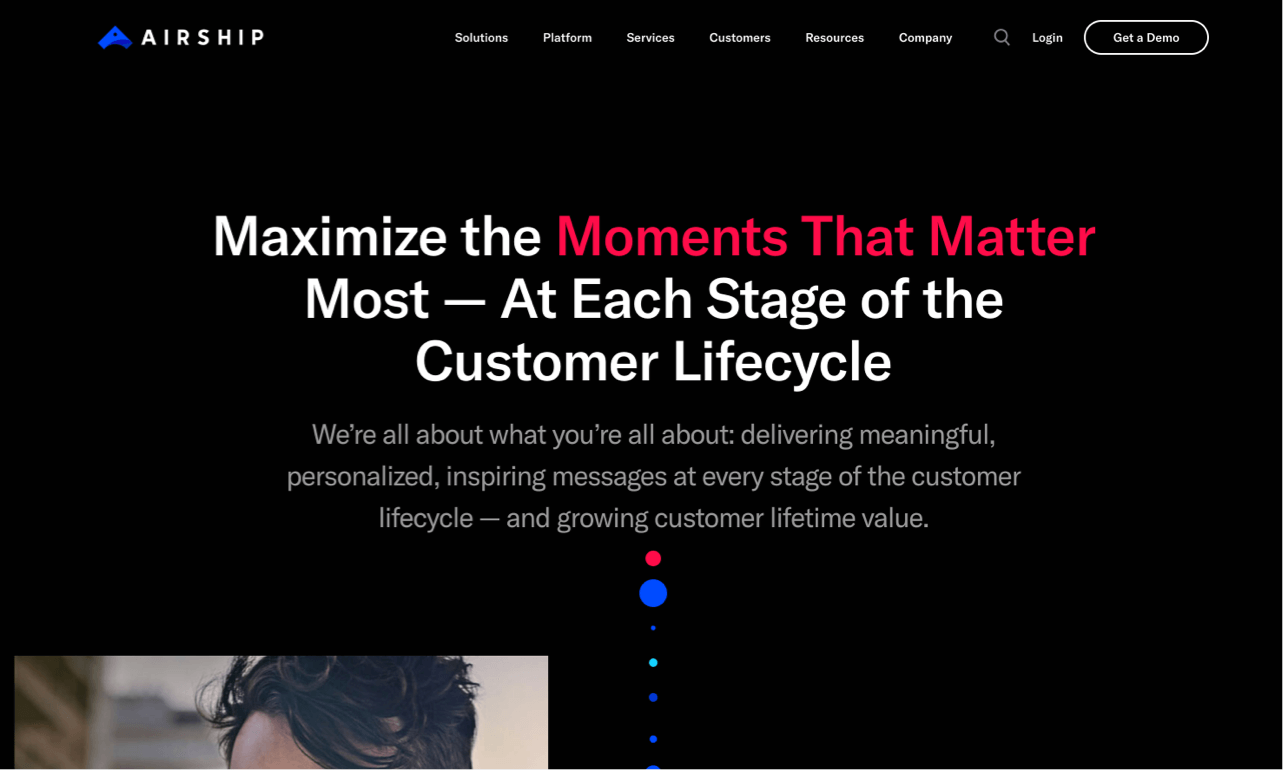 AIRSHIP
Solutions Platform Services Customers Resources Company Login Get a Demo
Maximize the Moments That Matter
Most — At Each Stage of the
Customer Lifecycle
We’re all about what you’re all about: delivering meaningful,
personalized, inspiring messages at every stage of the customer
lifecycle — and growing customer lifetime value.